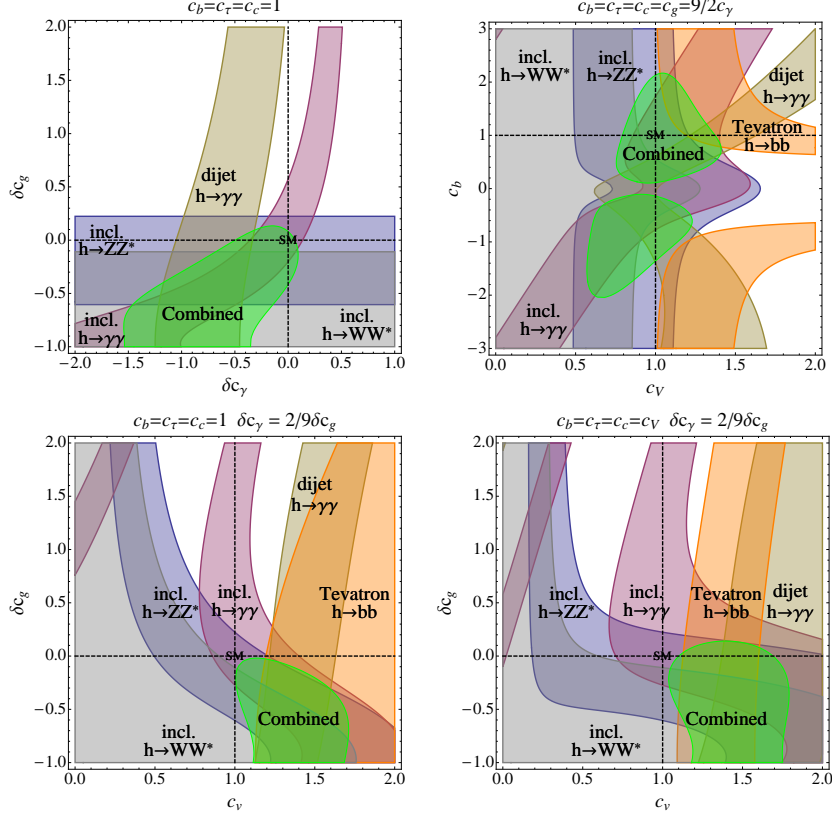 c_b=c_τ=c_c=1
2.0
1.5
1.0
0.5
0.0
−0.5
−1.0
δc_g
dijet
h→γγ
incl.
h→ZZ*
SM
Combined
incl.
h→γγ
incl.
h→WW*
−2.0 −1.5 −1.0 −0.5 0.0 0.5 1.0
δc_γ
c_b=c_τ=c_c=c_g=9/2c_γ
3
2
1
0
−1
−2
−3
c_b
incl.
h→WW*
incl.
h→ZZ*
dijet
h→γγ
SM
Combined
Tevatron
h→bb
incl.
h→γγ
0.0 0.5 1.0 1.5 2.0
c_V
c_b=c_τ=c_c=1 δc_γ = 2/9δc_g
2.0
1.5
1.0
0.5
0.0
−0.5
−1.0
δc_g
dijet
h→γγ
incl.
h→ZZ*
incl.
h→γγ
Tevatron
h→bb
SM
Combined
incl.
h→WW*
0.0 0.5 1.0 1.5 2.0
c_v
c_b=c_τ=c_c=c_V δc_γ = 2/9δc_g
2.0
1.5
1.0
0.5
0.0
−0.5
−1.0
δc_g
incl.
h→ZZ*
incl.
h→γγ
Tevatron
h→bb
dijet
h→γγ
SM
Combined
incl.
h→WW*
0.0 0.5 1.0 1.5 2.0
c_v